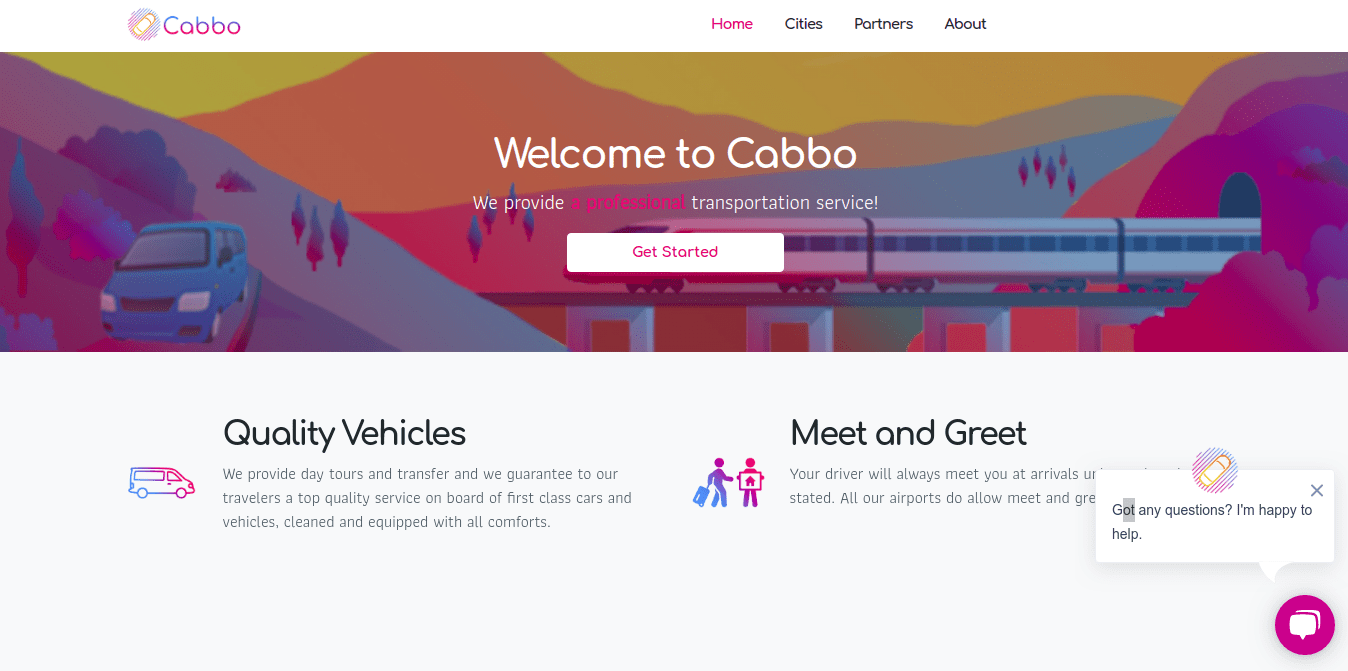 Cabbo
Home Cities Partners About
Welcome to Cabbo
We provide a professional transportation service!
Get Started
Quality Vehicles
We provide day tours and transfer and we guarantee to our
travelers a top quality service on board of first class cars and
vehicles, cleaned and equipped with all comforts.
Meet and Greet
Your driver will always meet you at arrivals
stated. All our airports do allow meet and
Got any questions? I'm happy to
help.